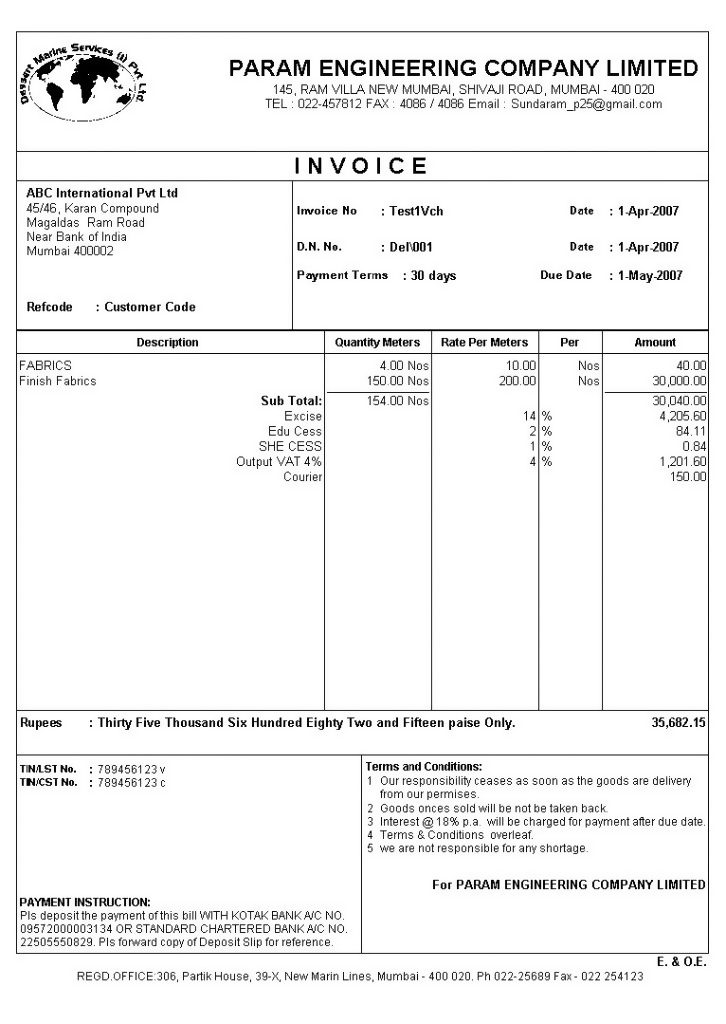 Dessert Marine Services (I) Pvt Ltd.
PARAM ENGINEERING COMPANY LIMITED
145, RAM VILLA NEW MUMBAI, SHIVAJI ROAD, MUMBAI - 400 020
TEL : 022-457812 FAX : 4086 / 4086 Email : Sundaram_p25@gmail.com
INVOICE
ABC International Pvt Ltd
45/46, Karan Compound
Magaldas Ram Road
Near Bank of India
Mumbai 400002
Refcode : Customer Code
Invoice No : Test1Vch Date : 1-Apr-2007
D.N. No. : Del\001 Date : 1-Apr-2007
Payment Terms : 30 days Due Date : 1-May-2007
Description Quantity Meters Rate Per Meters Per Amount
FABRICS 4.00 Nos 10.00 Nos 40.00
Finish Fabrics 150.00 Nos 200.00 Nos 30,000.00
Sub Total: 154.00 Nos 30,040.00
Excise 14 % 4,205.60
Edu Cess 2 % 84.11
SHE CESS 1 % 0.84
Output VAT 4% 4 % 1,201.60
Courier 150.00
Rupees : Thirty Five Thousand Six Hundred Eighty Two and Fifteen paise Only. 35,682.15
TIN/LST No. : 789456123 v
TIN/CST No. : 789456123 c
PAYMENT INSTRUCTION:
Pls deposit the payment of this bill WITH KOTAK BANK A/C NO.
09572000003134 OR STANDARD CHARTERED BANK A/C NO.
22505550829. Pls forward copy of Deposit Slip for reference.
Terms and Conditions:
1 Our responsibility ceases as soon as the goods are delivery
from our permises.
2 Goods onces sold will be not be taken back.
3 Interest @ 18% p.a. will be charged for payment after due date.
4 Terms & Conditions overleaf.
5 we are not responsible for any shortage.
For PARAM ENGINEERING COMPANY LIMITED
E. & O.E.
REGD.OFFICE:306, Partik House, 39-X, New Marin Lines, Mumbai - 400 020. Ph 022-25689 Fax - 022 254123